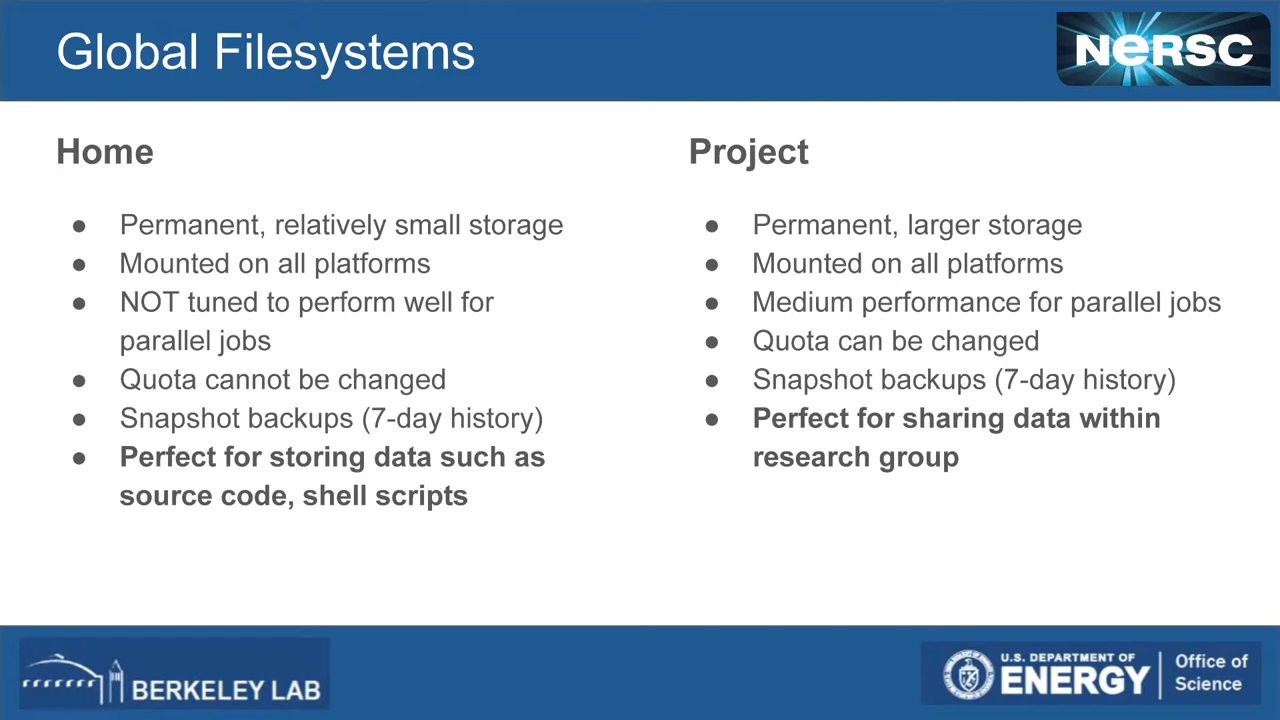 Global Filesystems
NERSC
Home
● Permanent, relatively small storage
● Mounted on all platforms
● NOT tuned to perform well for
parallel jobs
● Quota cannot be changed
● Snapshot backups (7-day history)
● Perfect for storing data such as
source code, shell scripts
Project
● Permanent, larger storage
● Mounted on all platforms
● Medium performance for parallel jobs
● Quota can be changed
● Snapshot backups (7-day history)
● Perfect for sharing data within
research group
BERKELEY LAB
U.S. DEPARTMENT OF
ENERGY
Office of
Science